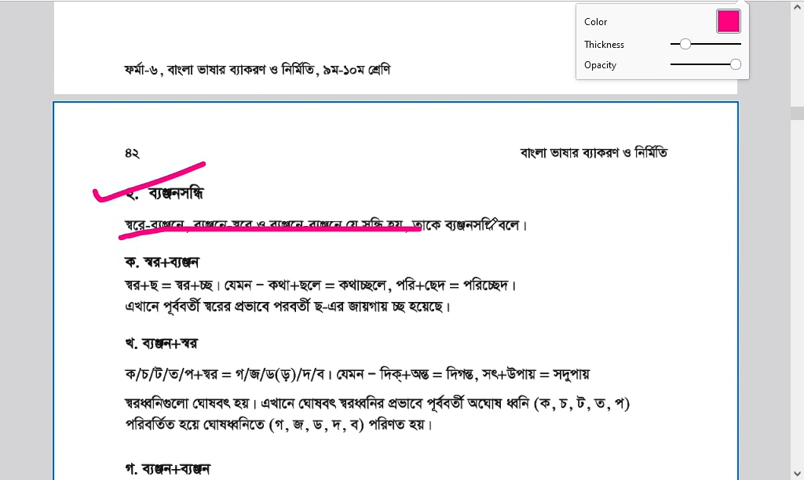 Color
Thickness
Opacity
ফর্মা-৬, বাংলা ভাষার ব্যাকরণ ও নির্মিতি, ৯ম-১০ম শ্রেণি
৪২ বাংলা ভাষার ব্যাকরণ ও নির্মিতি
২. ব্যঞ্জনসন্ধি
স্বরে-ব্যঞ্জনে, ব্যঞ্জনে-স্বরে ও ব্যঞ্জনে-ব্যঞ্জনে যে সন্ধি হয়, তাকে ব্যঞ্জনসন্ধি বলে।
ক. স্বর+ব্যঞ্জন
স্বর+ছ = স্বর+চ্ছ। যেমন – কথা+ছলে = কথাচ্ছলে, পরি+ছেদ = পরিচ্ছেদ।
এখানে পূর্ববর্তী স্বরের প্রভাবে পরবর্তী ছ-এর জায়গায় চ্ছ হয়েছে।
খ. ব্যঞ্জন+স্বর
ক/চ/ট/ত/প+স্বর = গ/জ/ড(ড়)/দ/ব। যেমন – দিক্+অন্ত = দিগন্ত, সৎ+উপায় = সদুপায়
স্বরধ্বনিগুলো ঘোষবৎ হয়। এখানে ঘোষবৎ স্বরধ্বনির প্রভাবে পূর্ববর্তী অঘোষ ধ্বনি (ক, চ, ট, ত, প)
পরিবর্তিত হয়ে ঘোষধ্বনিতে (গ, জ, ড, দ, ব) পরিণত হয়।
গ. ব্যঞ্জন+ব্যঞ্জন